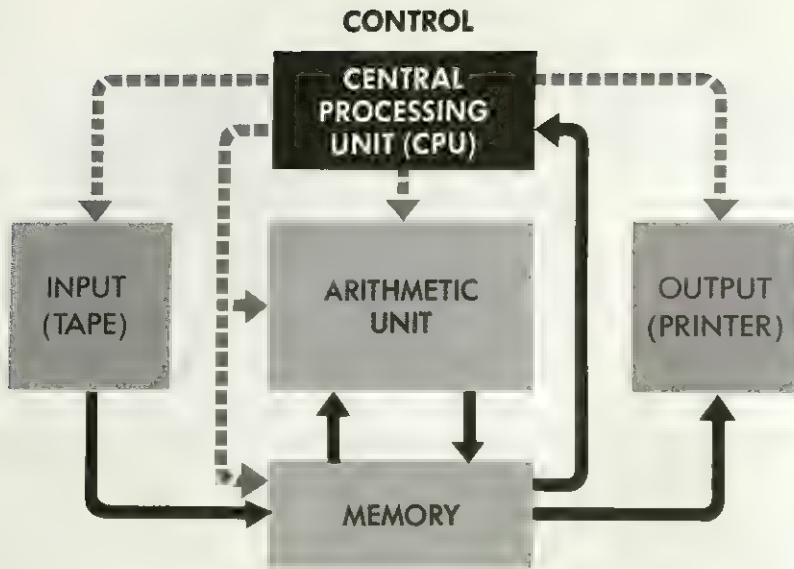 CONTROL
CENTRAL
PROCESSING
UNIT (CPU)
INPUT
(TAPE)
ARITHMETIC
UNIT
OUTPUT
(PRINTER)
MEMORY